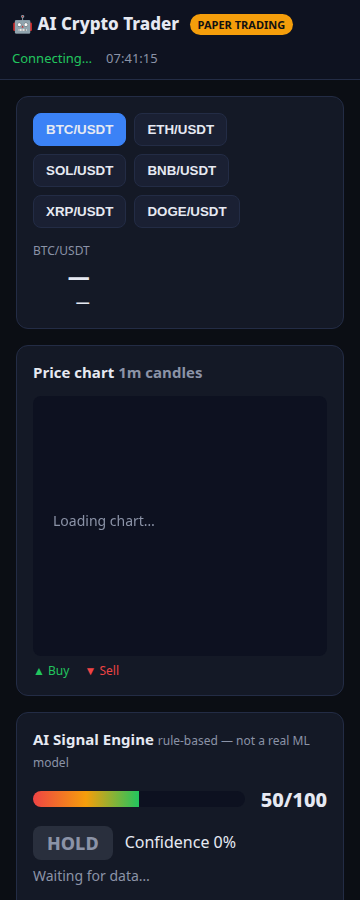 🤖 AI Crypto Trader PAPER TRADING
Connecting... 07:41:15
BTC/USDT ETH/USDT
SOL/USDT BNB/USDT
XRP/USDT DOGE/USDT
BTC/USDT
—
—
Price chart 1m candles
Loading chart...
▲ Buy ▼ Sell
AI Signal Engine rule-based — not a real ML
model
50/100
HOLD Confidence 0%
Waiting for data...